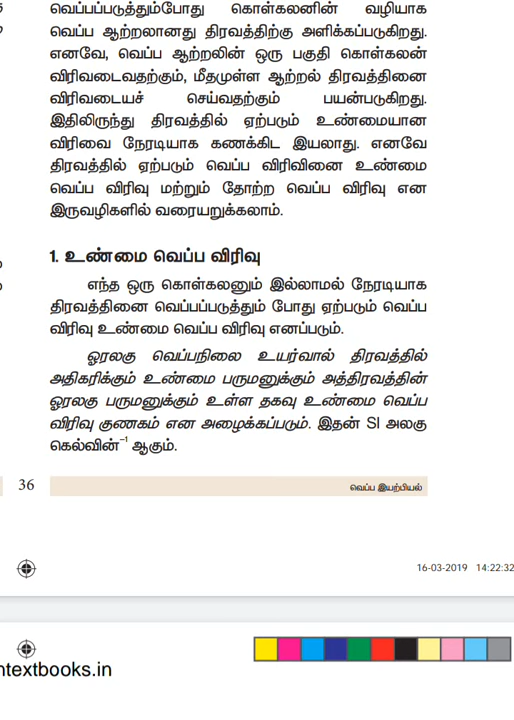 வெப்பப்படுத்தும்போது கொள்கலனின் வழியாக
வெப்ப ஆற்றலானது திரவத்திற்கு அளிக்கப்படுகிறது.
எனவே, வெப்ப ஆற்றலின் ஒரு பகுதி கொள்கலன்
விரிவடைவதற்கும், மீதமுள்ள ஆற்றல் திரவத்தினை
விரிவடையச் செய்வதற்கும் பயன்படுகிறது.
இதிலிருந்து திரவத்தில் ஏற்படும் உண்மையான
விரிவை நேரடியாக கணக்கிட இயலாது. எனவே
திரவத்தில் ஏற்படும் வெப்ப விரிவினை உண்மை
வெப்ப விரிவு மற்றும் தோற்ற வெப்ப விரிவு என
இருவழிகளில் வரையறுக்கலாம்.
1. உண்மை வெப்ப விரிவு
எந்த ஒரு கொள்கலனும் இல்லாமல் நேரடியாக
திரவத்தினை வெப்பப்படுத்தும் போது ஏற்படும் வெப்ப
விரிவு உண்மை வெப்ப விரிவு எனப்படும்.
ஓரலகு வெப்பநிலை உயர்வால் திரவத்தில்
அதிகரிக்கும் உண்மை பருமனுக்கும் அத்திரவத்தின்
ஓரலகு பருமனுக்கும் உள்ள தகவு உண்மை வெப்ப
விரிவு குணகம் என அழைக்கப்படும். இதன் SI அலகு
கெல்வின்⁻¹ ஆகும்.
36 வெப்ப இயற்பியல்
16-03-2019 14:22:32
ntextbooks.in